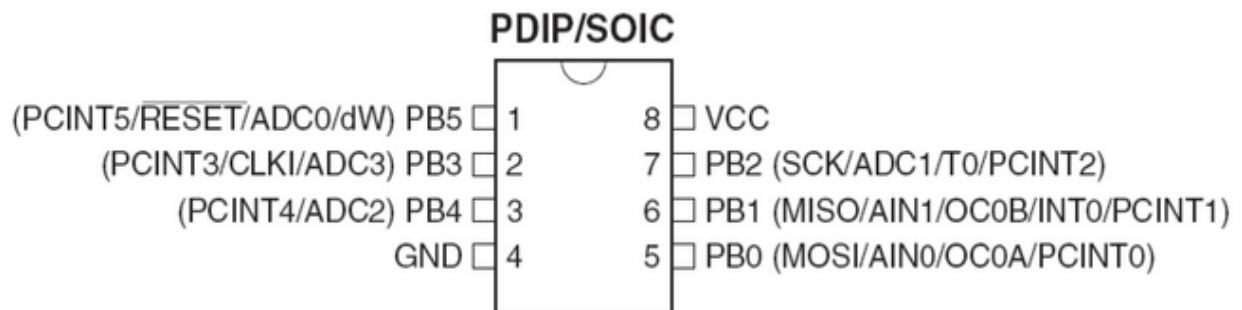 PDIP/SOIC
(PCINT5/RESET/ADC0/dW) PB5 1 8 VCC
(PCINT3/CLKI/ADC3) PB3 2 7 PB2 (SCK/ADC1/T0/PCINT2)
(PCINT4/ADC2) PB4 3 6 PB1 (MISO/AIN1/OC0B/INT0/PCINT1)
GND 4 5 PB0 (MOSI/AIN0/OC0A/PCINT0)